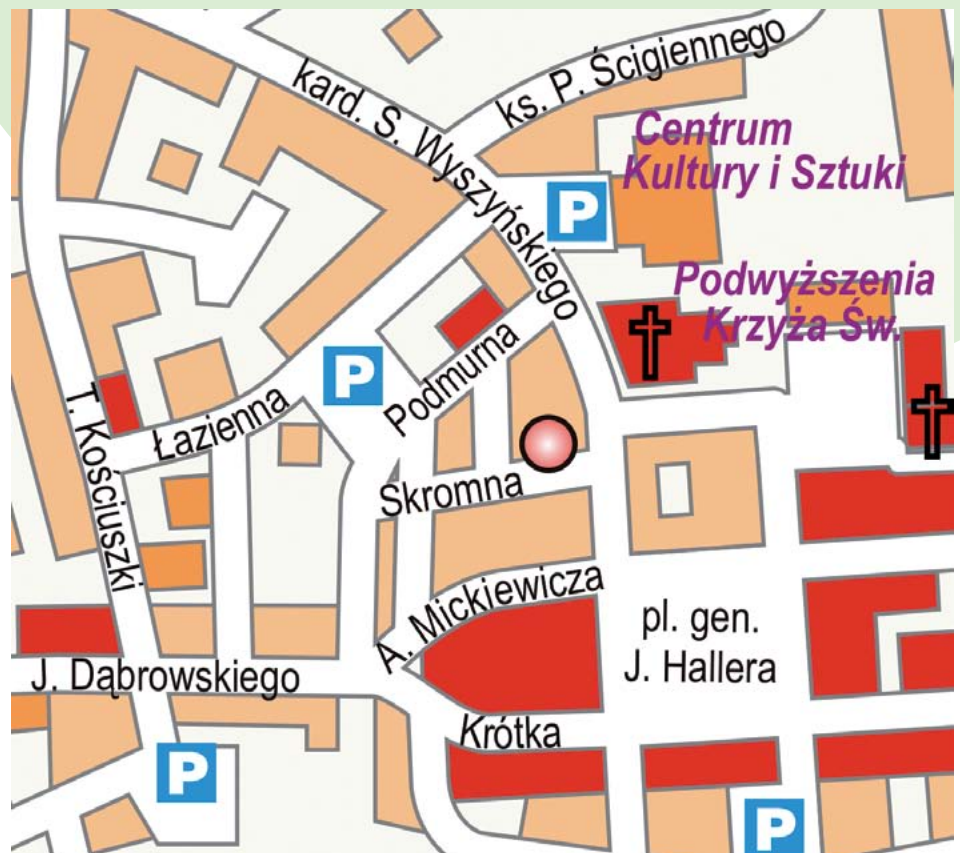 kard. S. Wyszyńskiego
ks. P. Ścigiennego
Centrum
Kultury i Sztuki
P
Podwyższenia
Krzyża Św.
P
Podmurna
T. Kościuszki
Łazienna
Skromna
A. Mickiewicza
pl. gen.
J. Hallera
J. Dąbrowskiego
Krótka
P
P